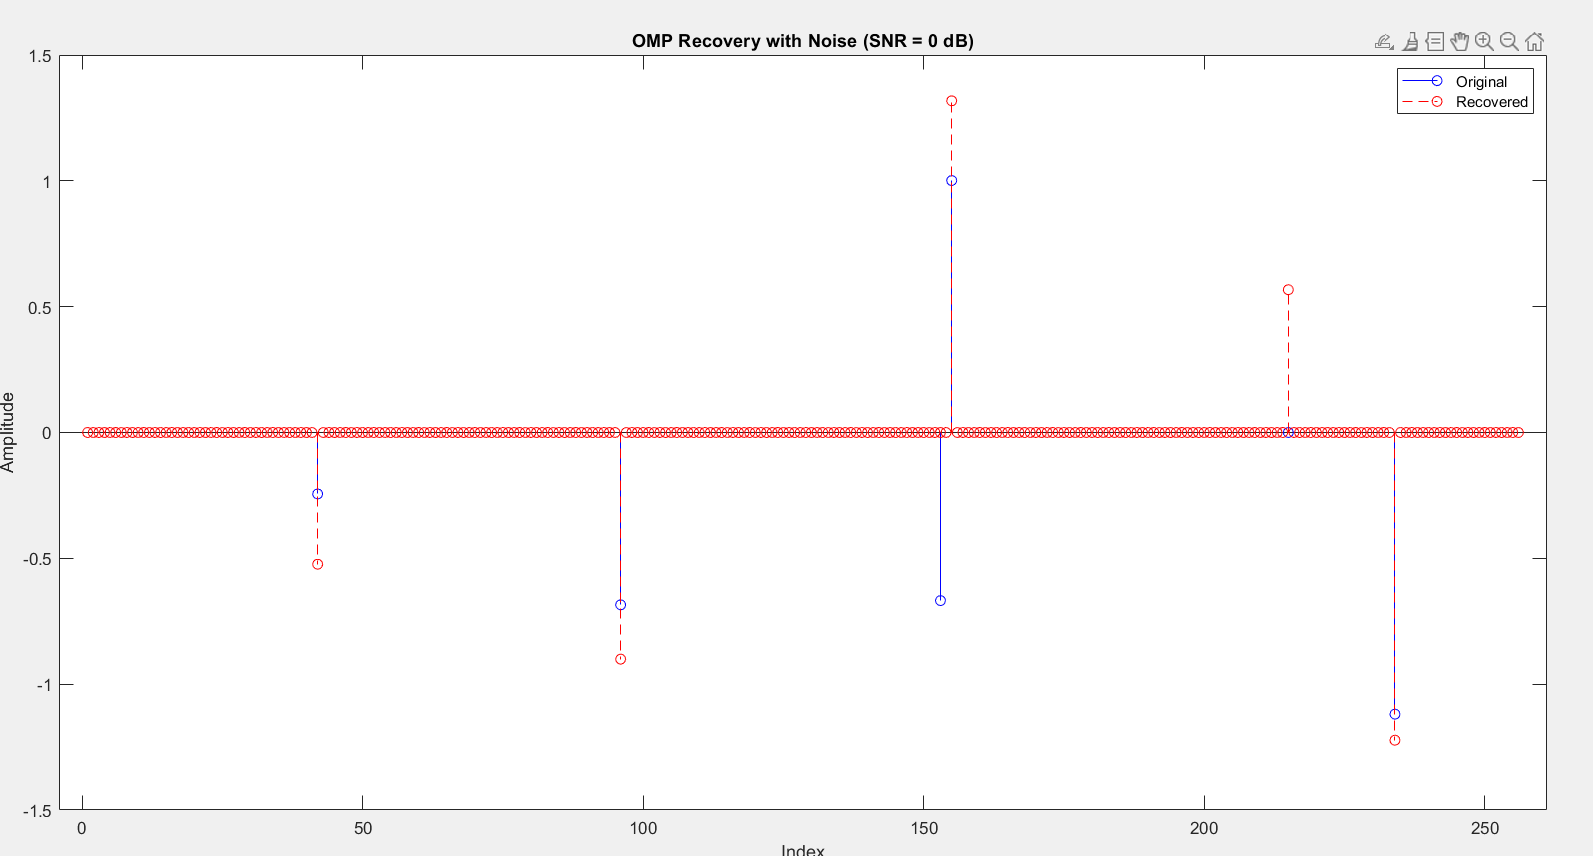 OMP Recovery with Noise (SNR = 0 dB)
Original
Recovered
1.5
1
0.5
0
-0.5
-1
-1.5
Amplitude
0
50
100
150
200
250
Index